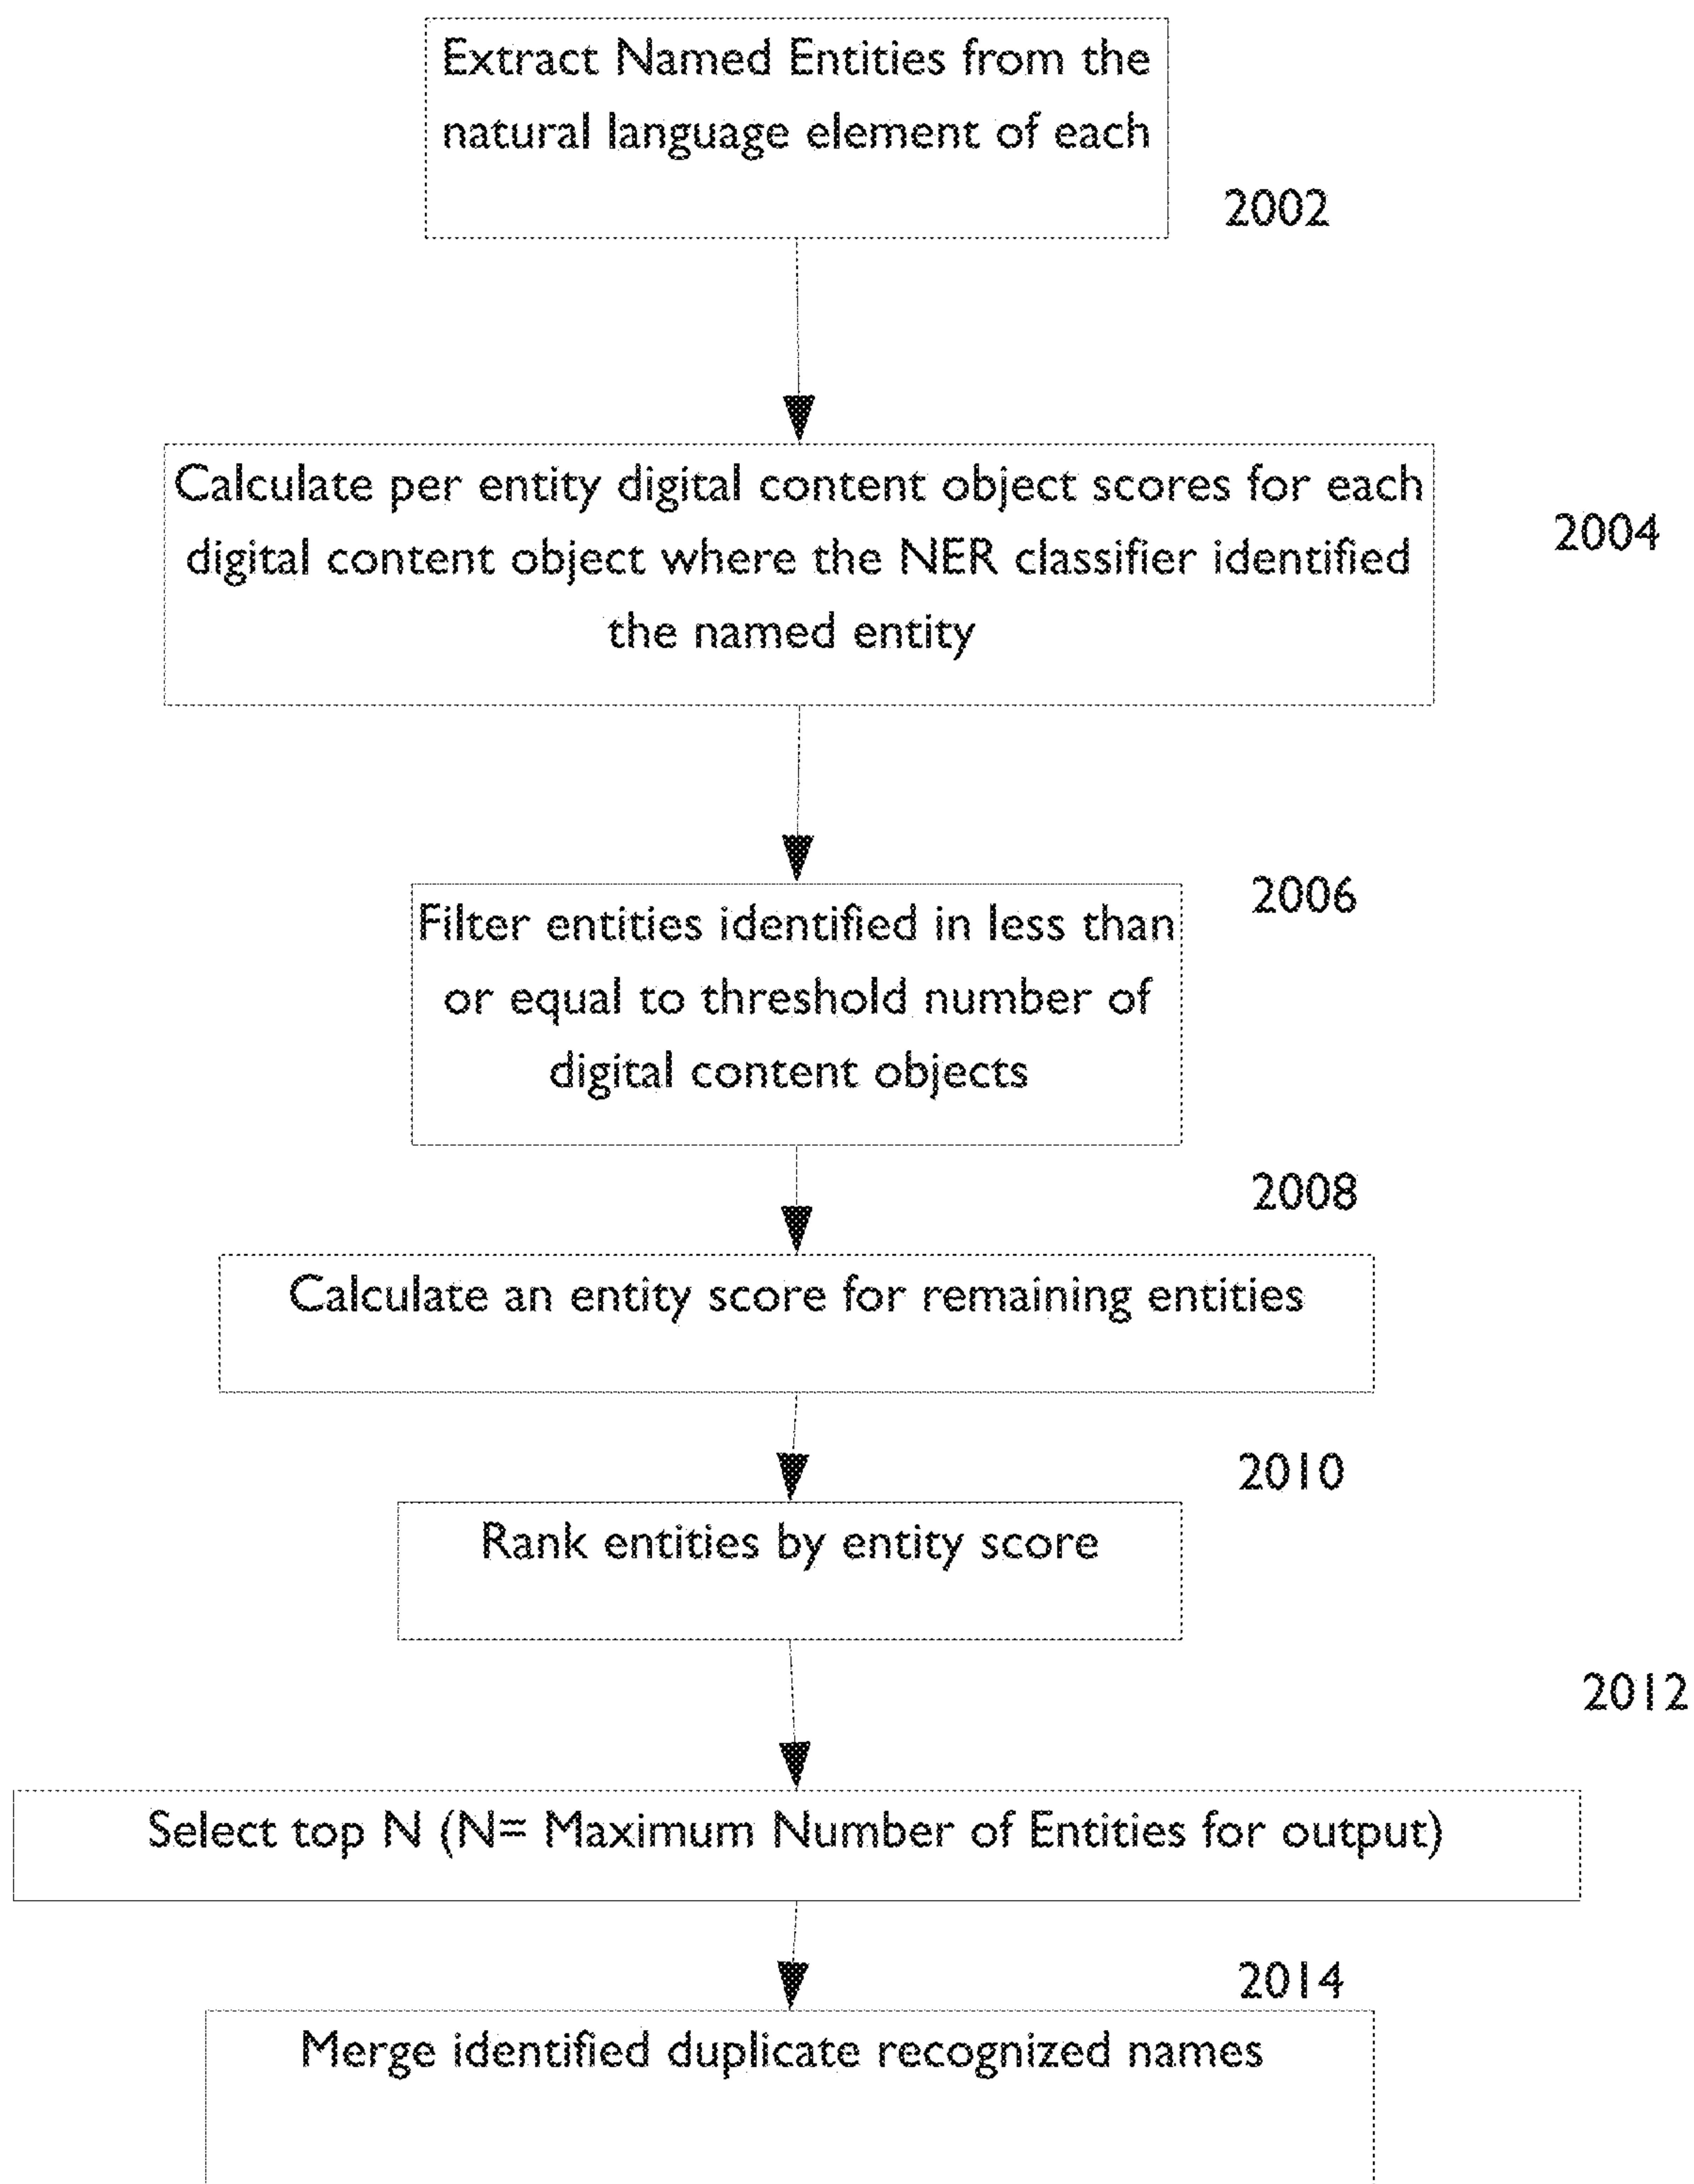 Extract Named Entities from the
natural language element of each
2002
Calculate per entity digital content object scores for each
digital content object where the NER classifier identified
the named entity
2004
Filter entities identified in less than
or equal to threshold number of
digital content objects
2006
2008
Calculate an entity score for remaining entities
2010
Rank entities by entity score
2012
Select top N (N= Maximum Number of Entities for output)
2014
Merge identified duplicate recognized names